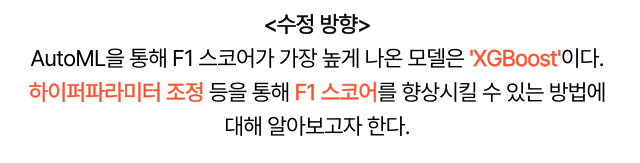 <수정 방향>
AutoML을 통해 F1 스코어가 가장 높게 나온 모델은 'XGBoost'이다.
하이퍼파라미터 조정 등을 통해 F1 스코어를 향상시킬 수 있는 방법에
대해 알아보고자 한다.